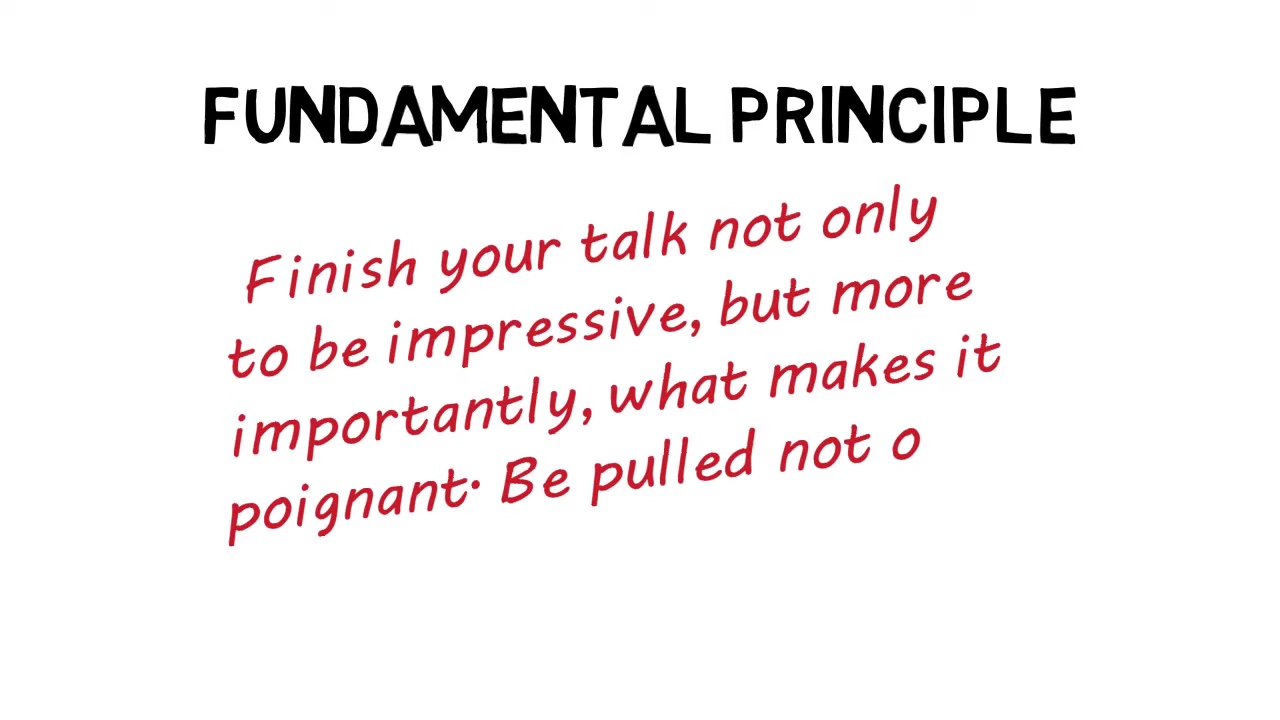 FUNDAMENTAL PRINCIPLE
Finish your talk not only
to be impressive, but more
importantly, what makes it
poignant. Be pulled not o